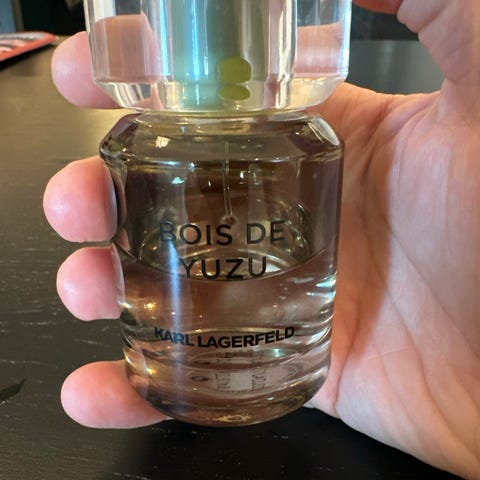 BOIS DE
YUZU
KARL LAGERFELD